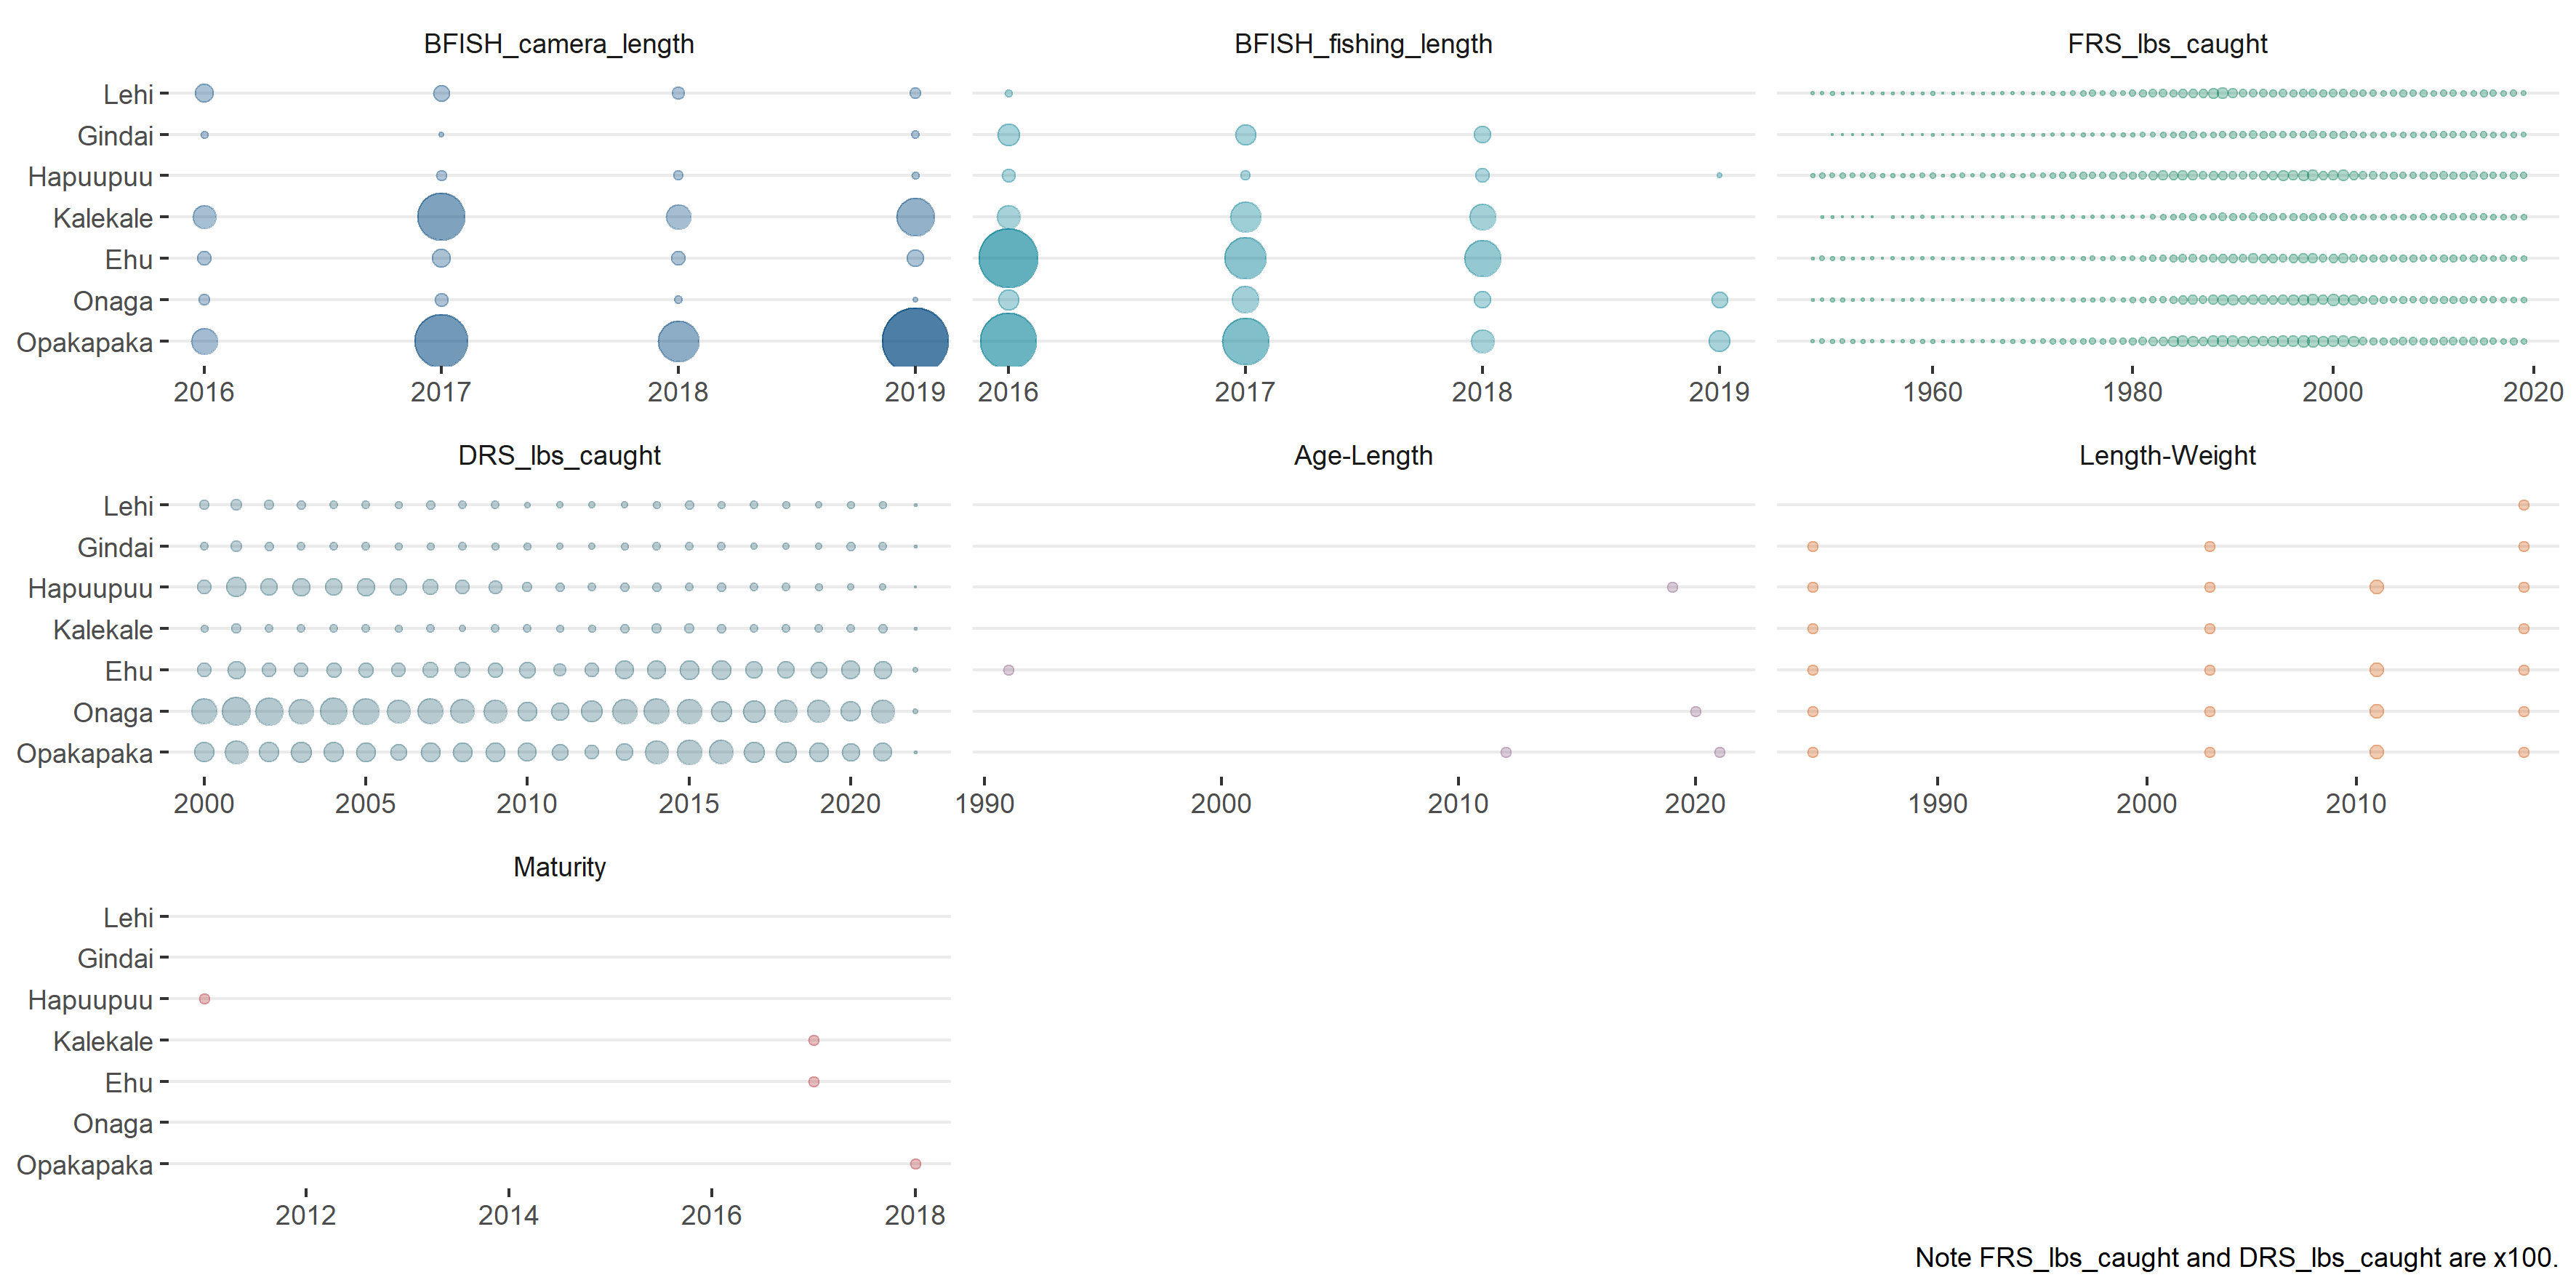 BFISH_camera_length BFISH_fishing_length FRS_lbs_caught
Lehi
Gindai
Hapuupuu
Kalekale
Ehu
Onaga
Opakapaka
2016 2017 2018 2019 2016 2017 2018 2019 1960 1980 2000 2020
DRS_lbs_caught Age-Length Length-Weight
Lehi
Gindai
Hapuupuu
Kalekale
Ehu
Onaga
Opakapaka
2000 2005 2010 2015 2020 1990 2000 2010 2020 1990 2000 2010
Maturity
Lehi
Gindai
Hapuupuu
Kalekale
Ehu
Onaga
Opakapaka
2012 2014 2016 2018
Note FRS_lbs_caught and DRS_lbs_caught are x100.